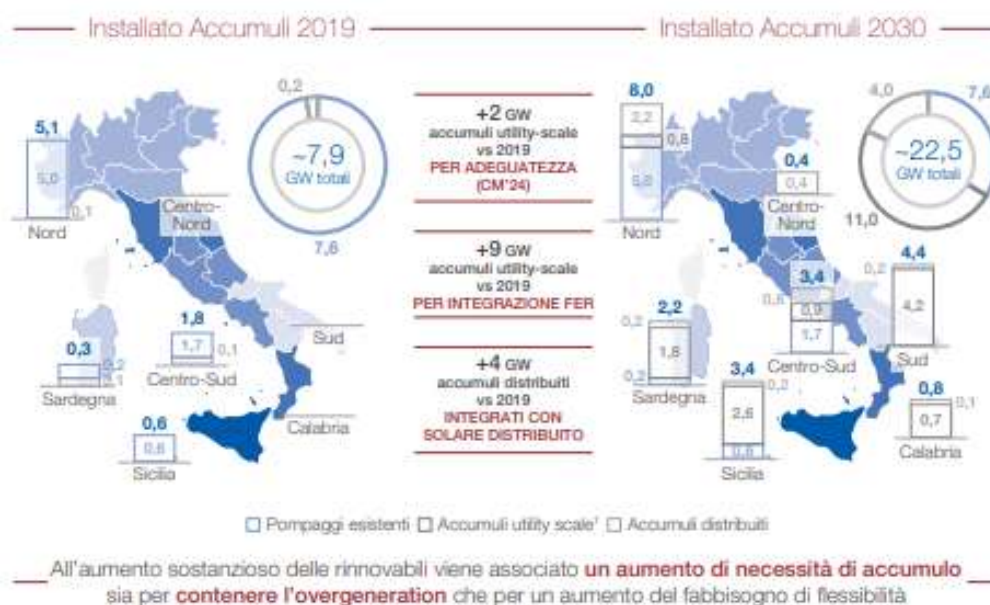 Installato Accumuli 2019
Installato Accumuli 2030
5,1
5,0
0,1
Nord
0,2
~7,9
GW totali
7,6
Centro-
Nord
Sud
1,8
1,7
0,1
Centro-Sud
0,3
0,2
0,1
Sardegna
Calabria
0,6
0,6
Sicilia
+2 GW
accumuli utility-scale
vs 2019
PER ADEGUATEZZA
(CM'24)
+9 GW
accumuli utility-scale
vs 2019
PER INTEGRAZIONE FER
+4 GW
accumuli distribuiti
vs 2019
INTEGRATI CON
SOLARE DISTRIBUITO
8,0
2,2
0,8
5,0
Nord
4,0
7,6
~22,5
GW totali
11,0
0,4
0,4
Centro-
Nord
4,4
0,2
4,2
Sud
3,4
0,9
1,7
Centro-Sud
2,2
0,2
1,8
0,2
Sardegna
3,4
0,2
2,6
0,6
Sicilia
0,8
0,1
0,7
Calabria
Pompaggi esistenti Accumuli utility scale¹ Accumuli distribuiti
All'aumento sostanzioso delle rinnovabili viene associato un aumento di necessità di accumulo
sia per contenere l'overgeneration che per un aumento del fabbisogno di flessibilità